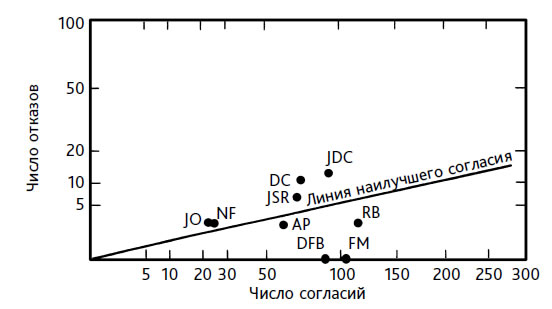 100
50
20
10
5
Число отказов
JDC
DC
JSR
Линия наилучшего согласия
JO
NF
AP
RB
DFB
FM
5 10 20 30 50 100 150 200 250 300
Число согласий